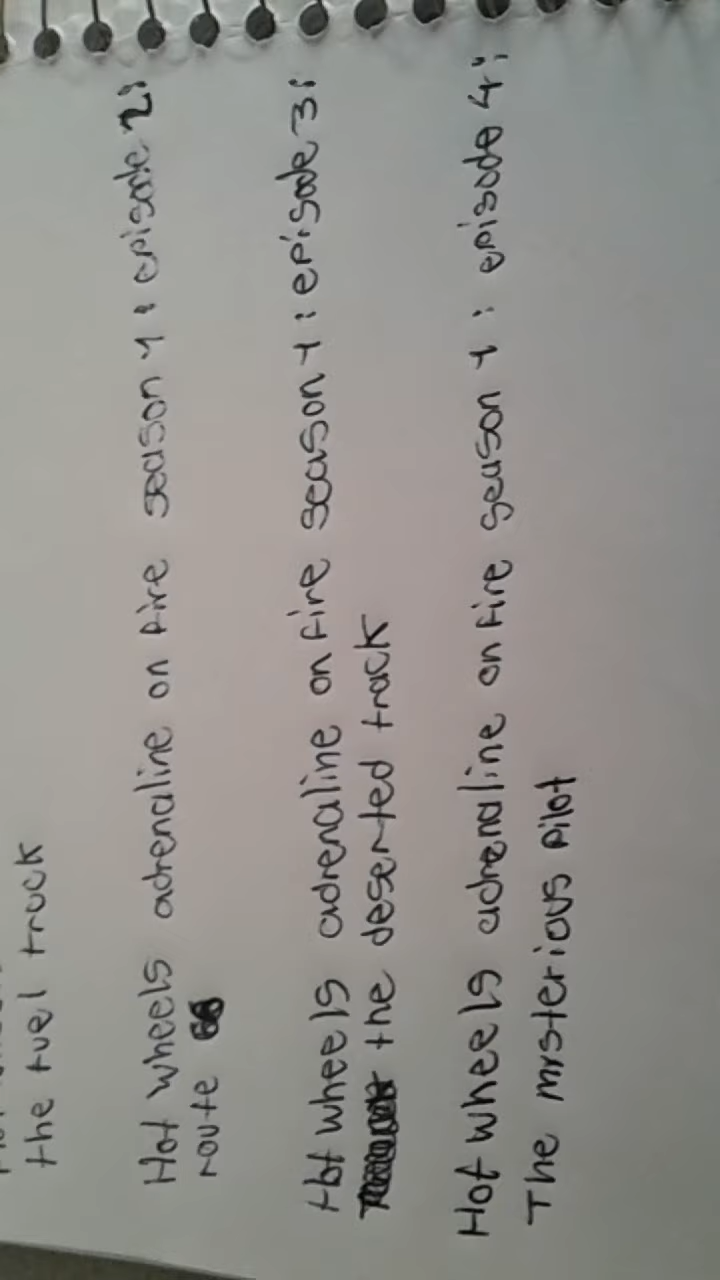 the fuel truck
Hot wheels adrenaline on fire season 1: episode 2:
route
Hot wheels adrenaline on fire season 1: episode 3:
the deserted track
Hot wheels adrenaline on fire season 1: episode 4:
The mysterious pilot